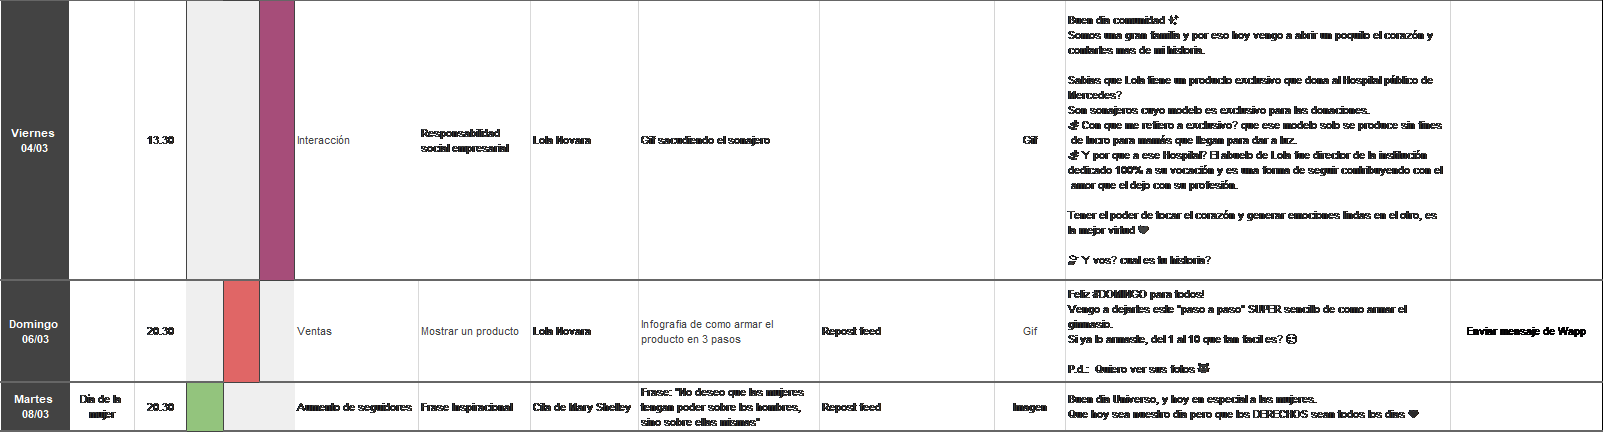 Viernes
04/03
13.30
Interacción
Responsabilidad
social empresarial
Lola Novara
Gif sacudiendo el sonajero
Gif
Buen dia comunidad ✨
Somos una gran familia y por eso hoy vengo a abrir un poquito el corazón y
contarles mas de mi historia.
Sabias que Lola tiene un producto exclusivo que dona al Hospital público de
Mercedes?
Son sonajeros cuyo modelo es exclusivo para las donaciones.
Con que me refiero a exclusivo? que ese modelo solo se produce sin fines
de lucro para mamás que llegan para dar a luz.
Y por que a ese Hospital? El abuelo de Lola fue director de la institución
dedicado 100% a su vocación y es una forma de seguir contribuyendo con el
amor que el dejo con su profesión.
Tener el poder de tocar el corazón y generar emociones lindas en el otro, es
la mejor virtud 🖤
Y vos? cual es tu historia?
Domingo
06/03
20.30
Ventas
Mostrar un producto
Lola Novara
Infografia de como armar el
producto en 3 pasos
Repost feed
Gif
Feliz #DOMINGO para todos!
Vengo a dejarles este "paso a paso" SUPER sencillo de como armar el
gimnasio.
Si ya lo armaste, del 1 al 10 que tan facil es?
P.d.: Quiero ver sus fotos
Enviar mensaje de Wapp
Martes
08/03
Día de la
mujer
20.30
Aumento de seguidores
Frase Inspiracional
Cita de Mary Shelley
Frase: "No deseo que las mujeres
tengan poder sobre los hombres,
sino sobre ellas mismas"
Repost feed
Imagen
Buen dia Universo, y hoy en especial a las mujeres.
Que hoy sea nuestro dia pero que los DERECHOS sean todos los dias 🖤